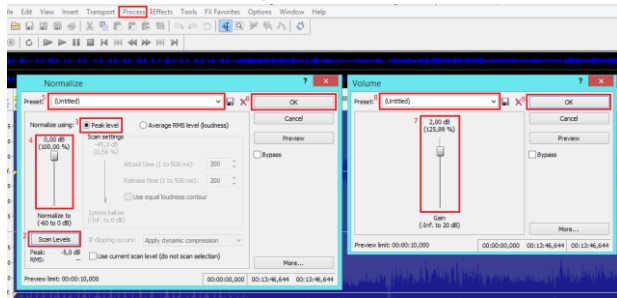 Edit View Insert Transport Process 1 Effects Tools FX Favorites Options Window Help
Normalize ? ×
Preset: 5 (Untitled) 6 OK
Normalize using: 3 Peak level Average RMS level (loudness) Cancel
4 0,00 dB
(100,00 %)
Scan settings
-45,0 dB
(0,56 %)
Preview
Bypass
Attack time (1 to 500 ms): 200
Release time (1 to 500 ms): 200
Use equal loudness contour
Normalize to
(-60 to 0 dB)
Ignore below
(-Inf. to 0 dB)
2 Scan Levels If clipping occurs: Apply dynamic compression
Peak: -5,0 dB
RMS: --
Use current scan level (do not scan selection)
More...
Preview limit: 00:00:10,000 00:00:00,000 00:13:46,644 00:13:46,644
Volume ? ×
Preset: 8 (Untitled) 9 OK
7 2,00 dB
(125,89 %)
Cancel
Preview
Bypass
Gain
(-Inf. to 20 dB)
More...
Preview limit: 00:00:10,000 00:00:00,000 00:13:46,644 00:13:46,644